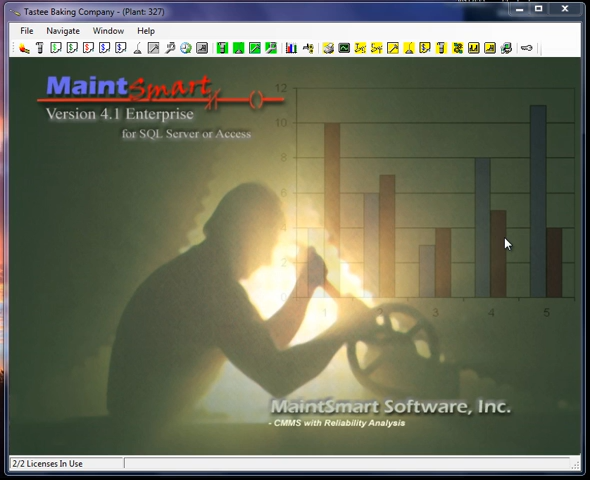 Tastee Baking Company - (Plant: 327)
File Navigate Window Help
MaintSmart
Version 4.1 Enterprise
for SQL Server or Access
12
10
8
6
4
2
0
1 2 3 4 5
MaintSmart Software, Inc.
- CMMS with Reliability Analysis
2/2 Licenses In Use